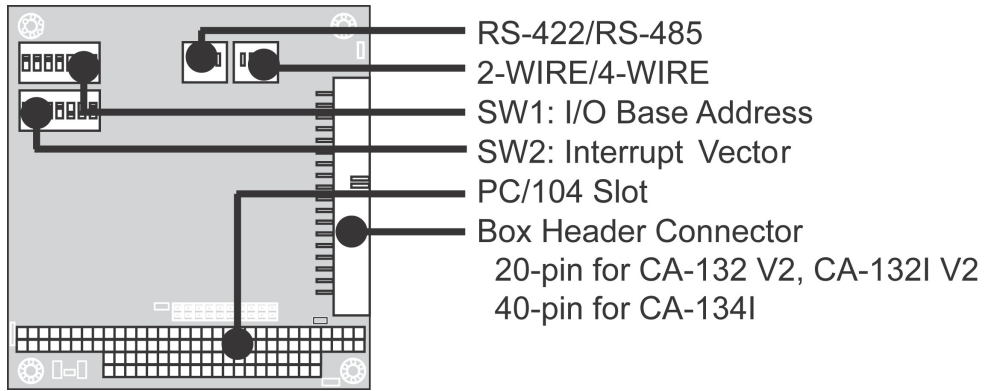 RS-422/RS-485
2-WIRE/4-WIRE
SW1: I/O Base Address
SW2: Interrupt Vector
PC/104 Slot
Box Header Connector
20-pin for CA-132 V2, CA-132I V2
40-pin for CA-134I